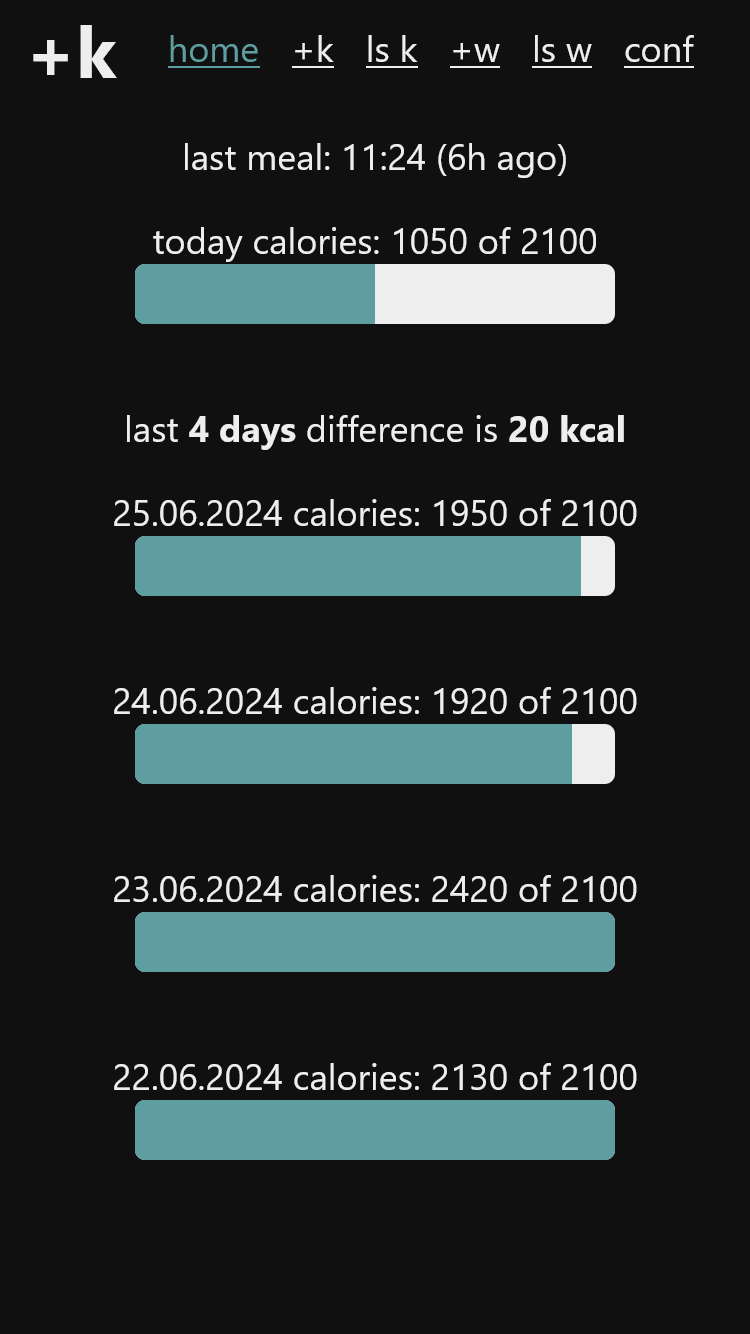 +k home +k ls k +w ls w conf
last meal: 11:24 (6h ago)
today calories: 1050 of 2100
last 4 days difference is 20 kcal
25.06.2024 calories: 1950 of 2100
24.06.2024 calories: 1920 of 2100
23.06.2024 calories: 2420 of 2100
22.06.2024 calories: 2130 of 2100